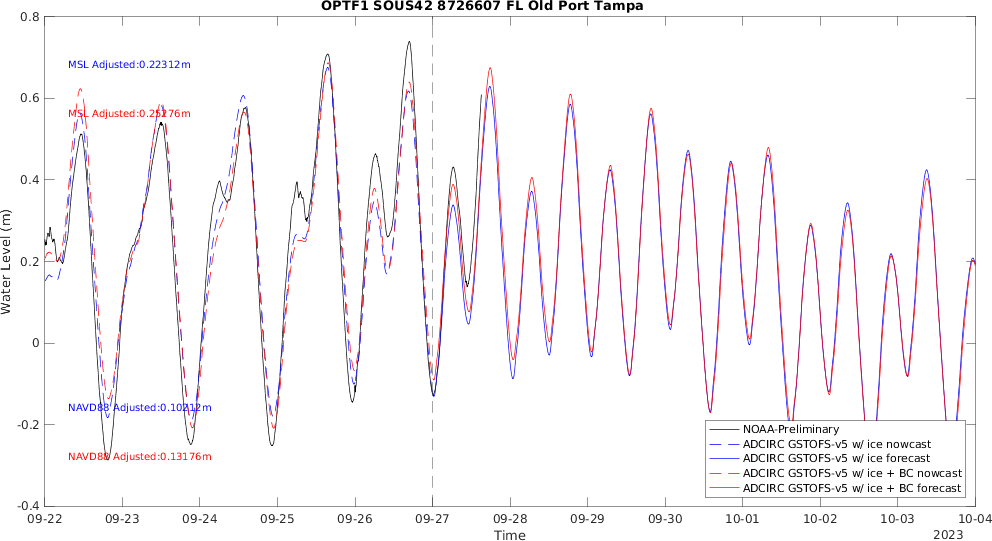 OPTF1 SOUS42 8726607 FL Old Port Tampa
0.8
0.6
0.4
0.2
0
-0.2
-0.4
Water Level (m)
MSL Adjusted:0.22312m
MSL Adjusted:0.25276m
NAVD88 Adjusted:0.10212m
NAVD88 Adjusted:0.13176m
NOAA-Preliminary
ADCIRC GSTOFS-v5 w/ ice nowcast
ADCIRC GSTOFS-v5 w/ ice forecast
ADCIRC GSTOFS-v5 w/ ice + BC nowcast
ADCIRC GSTOFS-v5 w/ ice + BC forecast
09-22 09-23 09-24 09-25 09-26 09-27 09-28 09-29 09-30 10-01 10-02 10-03 10-04
Time
2023